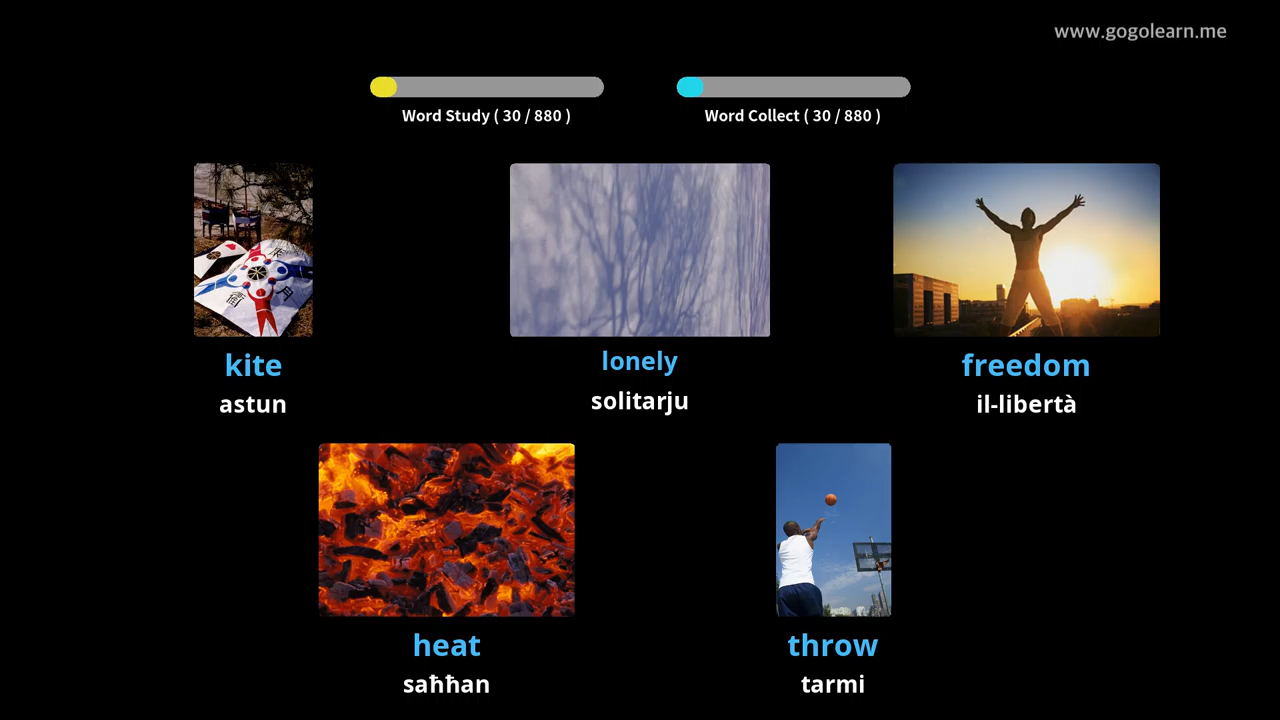 www.gogolearn.me
Word Study ( 30 / 880 )
Word Collect ( 30 / 880 )
kite
astun
lonely
solitarju
freedom
il-libertà
heat
saħħan
throw
tarmi